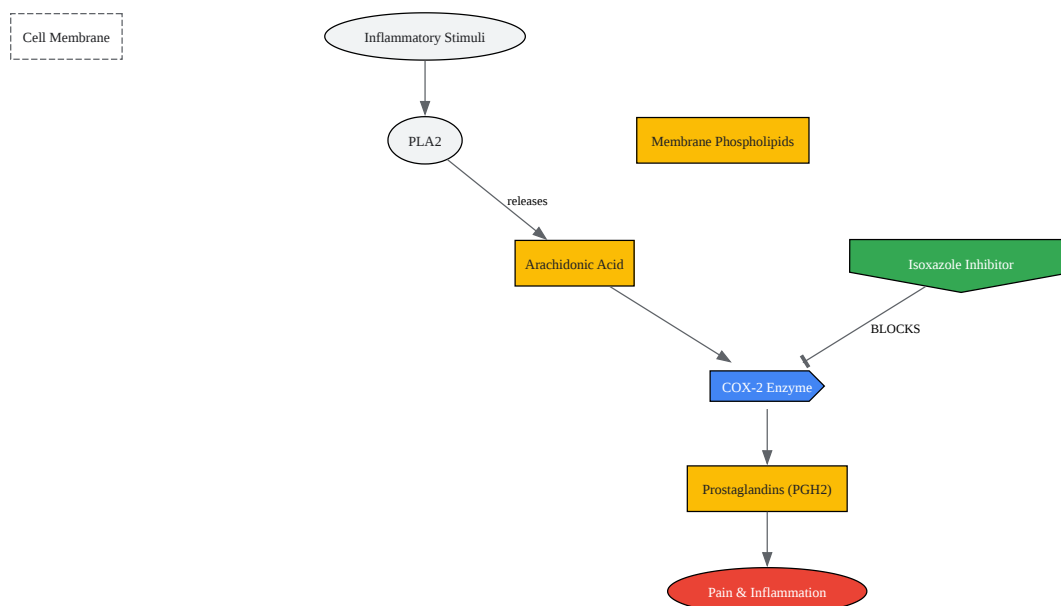 Cell Membrane
Inflammatory Stimuli
PLA2
Membrane Phospholipids
releases
Arachidonic Acid
Isoxazole Inhibitor
BLOCKS
COX-2 Enzyme
Prostaglandins (PGH2)
Pain & Inflammation